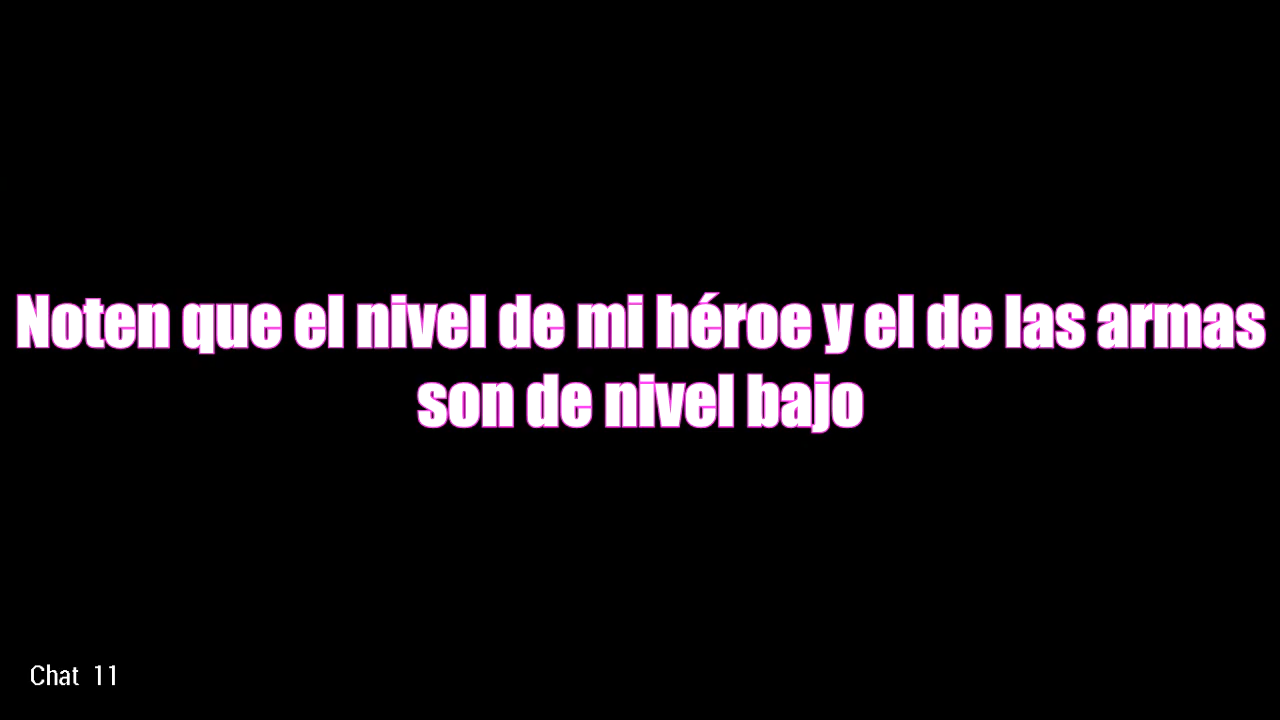 Noten que el nivel de mi héroe y el de las armas
son de nivel bajo
Chat 11